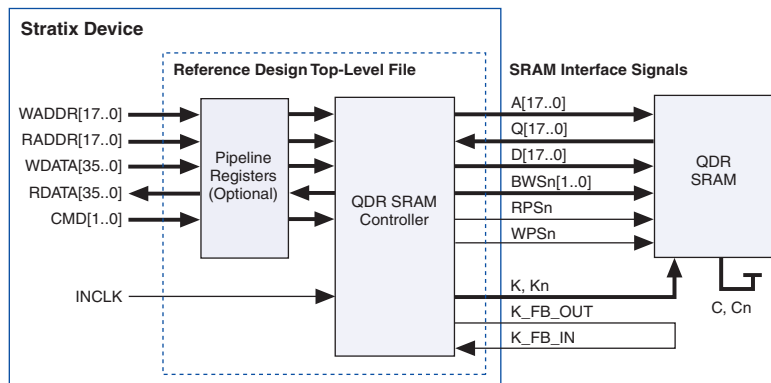 Stratix Device
Reference Design Top-Level File
SRAM Interface Signals
WADDR[17..0]
RADDR[17..0]
WDATA[35..0]
RDATA[35..0]
CMD[1..0]
INCLK
Pipeline
Registers
(Optional)
QDR SRAM
Controller
A[17..0]
Q[17..0]
D[17..0]
BWSn[1..0]
RPSn
WPSn
K, Kn
K_FB_OUT
K_FB_IN
QDR
SRAM
C, Cn